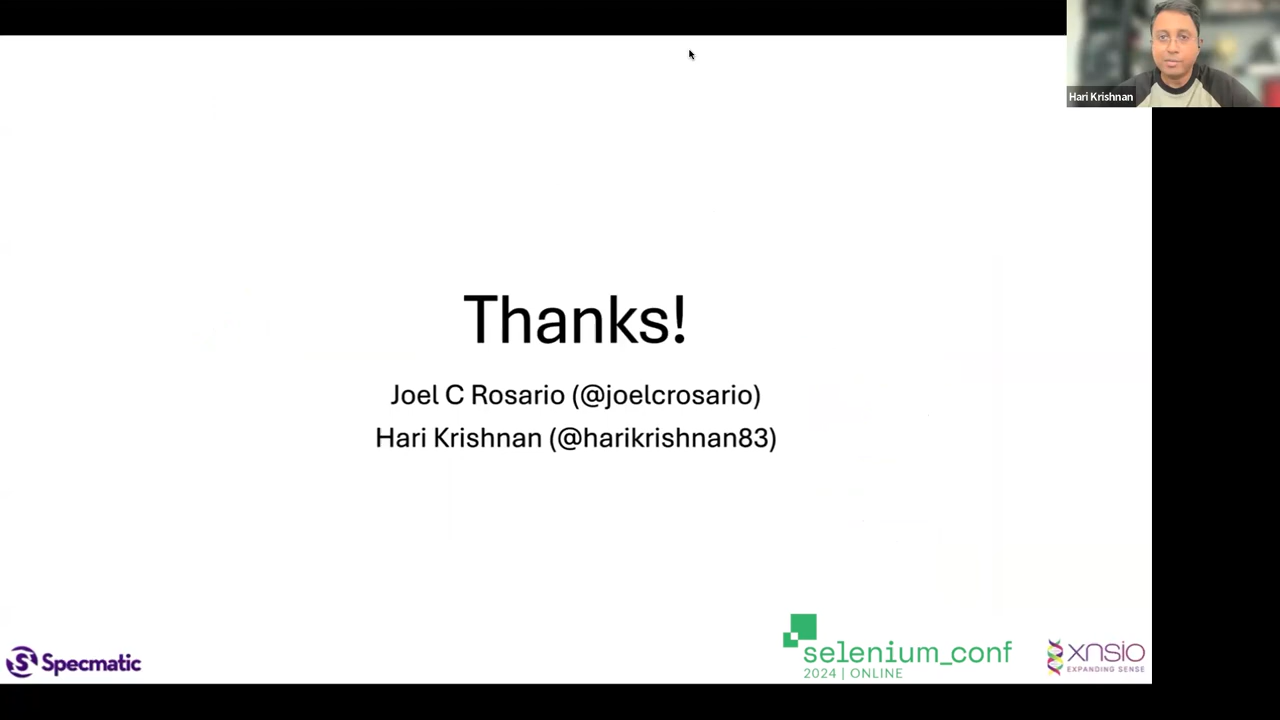 Hari Krishnan
Thanks!
Joel C Rosario (@joelcrosario)
Hari Krishnan (@harikrishnan83)
Specmatic
selenium_conf
2024 | ONLINE
xnsio
EXPANDING SENSE